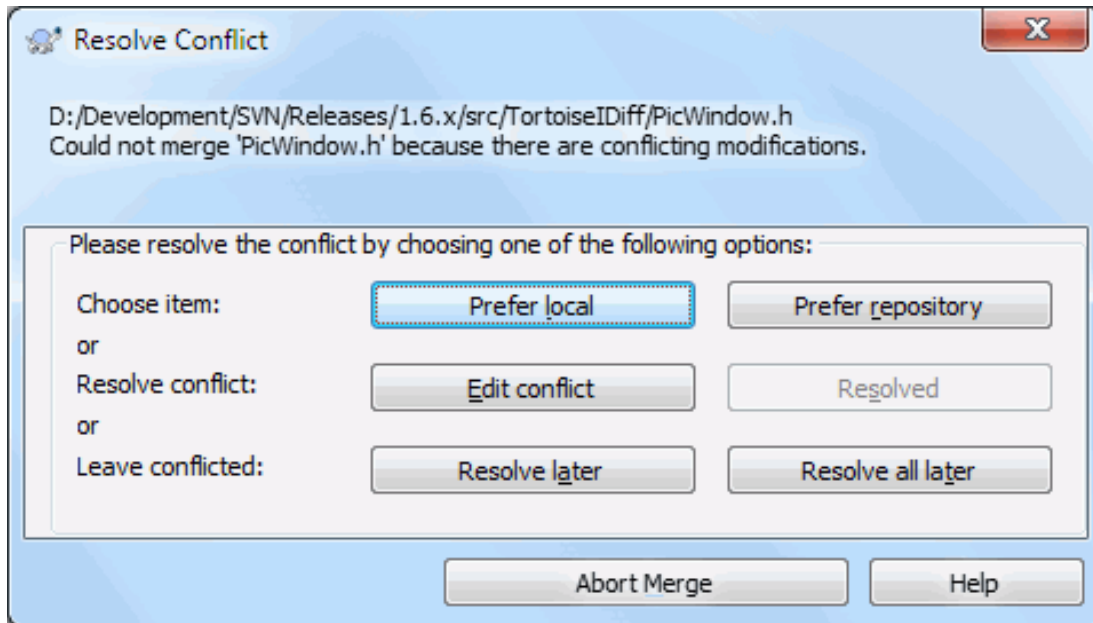 Resolve Conflict
D:/Development/SVN/Releases/1.6.x/src/TortoiseIDiff/PicWindow.h
Could not merge 'PicWindow.h' because there are conflicting modifications.
Please resolve the conflict by choosing one of the following options:
Choose item: Prefer local Prefer repository
or
Resolve conflict: Edit conflict Resolved
or
Leave conflicted: Resolve later Resolve all later
Abort Merge Help